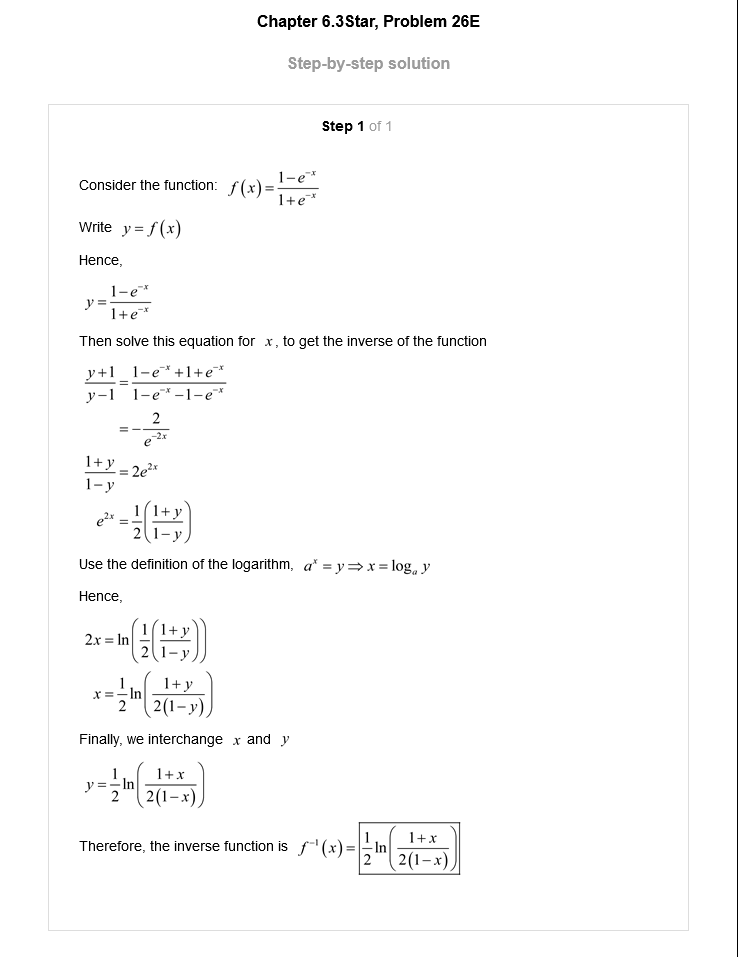 Chapter 6.3Star, Problem 26E
Step-by-step solution
Step 1 of 1
Consider the function: f(x) = \frac{1-e^{-x}}{1+e^{-x}}
Write y = f(x)
Hence,
y = \frac{1-e^{-x}}{1+e^{-x}}
Then solve this equation for x, to get the inverse of the function
\frac{y+1}{y-1} = \frac{1-e^{-x}+1+e^{-x}}{1-e^{-x}-1-e^{-x}}
= -\frac{2}{e^{-2x}}
\frac{1+y}{1-y} = 2e^{2x}
e^{2x} = \frac{1}{2}\left(\frac{1+y}{1-y}\right)
Use the definition of the logarithm, a^x = y ⇒ x = log_a y
Hence,
2x = ln\left(\frac{1}{2}\left(\frac{1+y}{1-y}\right)\right)
x = \frac{1}{2} ln\left(\frac{1+y}{2(1-y)}\right)
Finally, we interchange x and y
y = \frac{1}{2} ln\left(\frac{1+x}{2(1-x)}\right)
Therefore, the inverse function is f^{-1}(x) = \frac{1}{2} ln\left(\frac{1+x}{2(1-x)}\right)